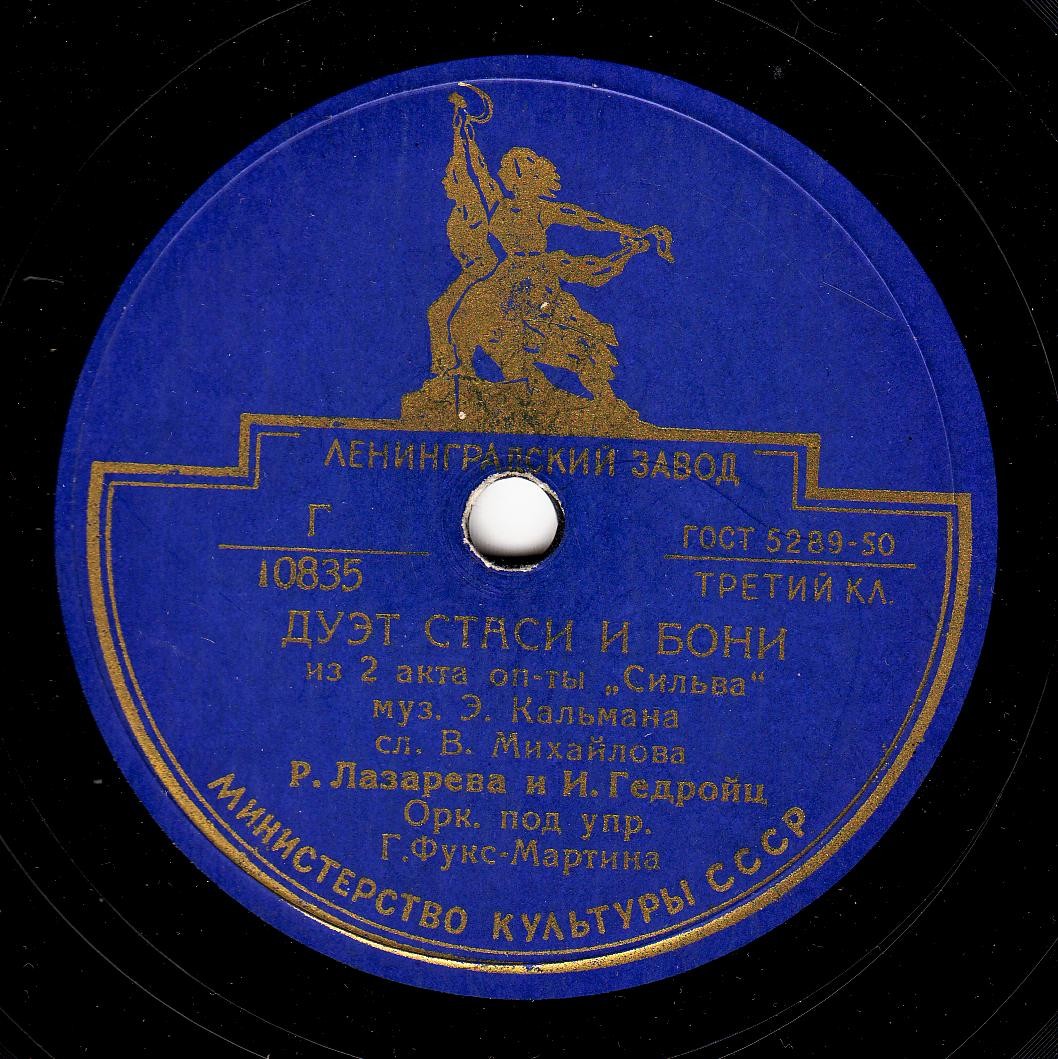 ЛЕНИНГРАДСКИЙ ЗАВОД
Г
10835
ГОСТ 5289-50
ТРЕТИЙ КЛ.
ДУЭТ СТАСИ И БОНИ
из 2 акта оп-ты „Сильва“
муз. Э. Кальмана
сл. В. Михайлова
Р. Лазарева и И. Гедройц
Орк. под упр.
Г.Фукс-Мартина
МИНИСТЕРСТВО КУЛЬТУРЫ СССР